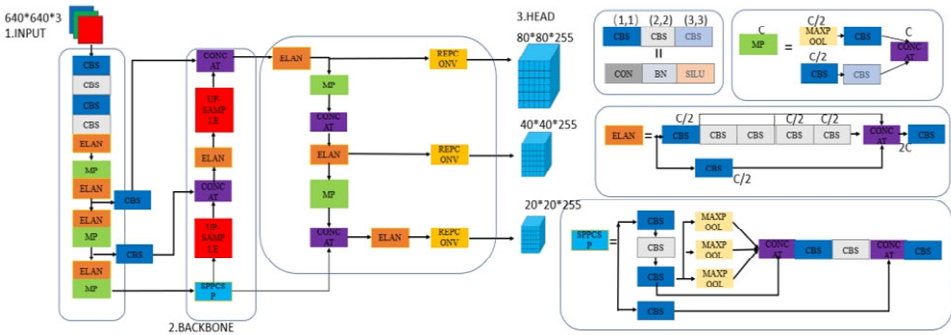 640*640*3
1.INPUT
CBS
CBS
CBS
CBS
ELAN
MP
ELAN
ELAN
MP
ELAN
MP
CBS
CBS
CONC
AT
UP-
SAMP
LE
ELAN
CONC
AT
UP-
SAMP
LE
SPPCS
P
2.BACKBONE
ELAN
MP
CONC
AT
ELAN
MP
CONC
AT
ELAN
REPC
ONV
REPC
ONV
REPC
ONV
3.HEAD
80*80*255
40*40*255
20*20*255
(1,1) (2,2) (3,3)
CBS CBS CBS
=
CON BN SILU
C
MP
=
C/2
MAXP
OOL
CBS
C
CONC
AT
C/2
CBS CBS
ELAN
=
C/2
CBS CBS CBS CBS CBS
C/2 C/2
CONC
AT
2C
CBS
CBS
C/2
SPPCS
P
=
CBS
CBS
CBS
CBS
MAXP
OOL
MAXP
OOL
MAXP
OOL
CONC
AT
CBS
CBS
CONC
AT
CBS